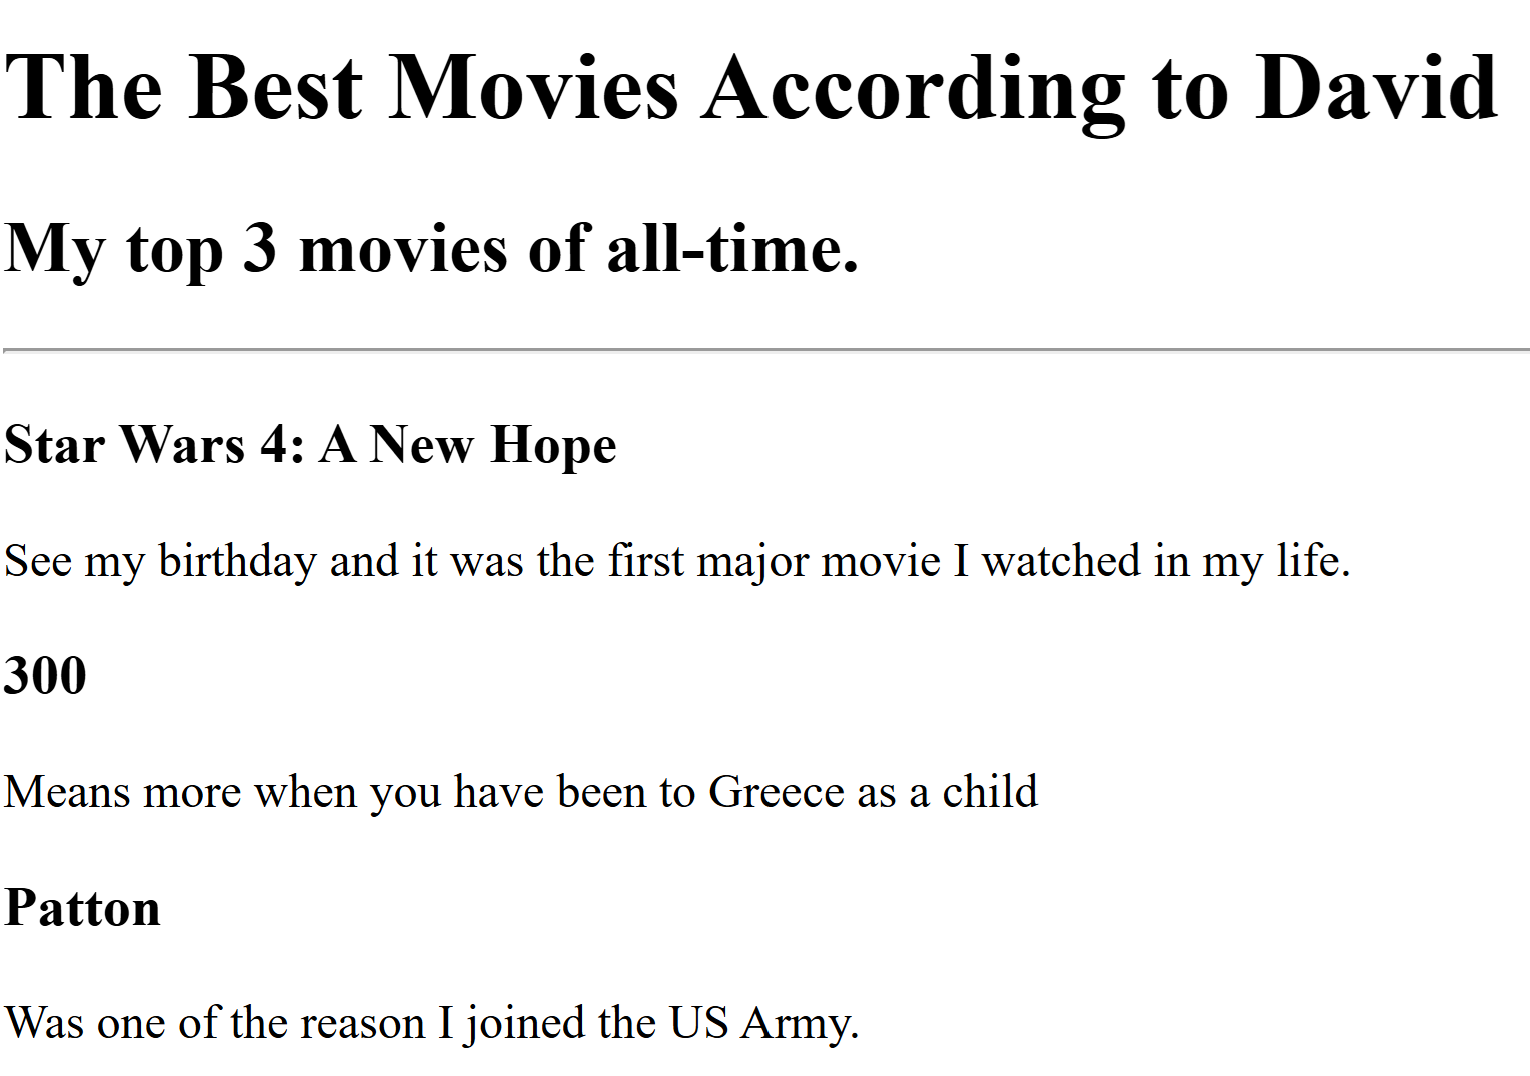 The Best Movies According to David
My top 3 movies of all-time.
Star Wars 4: A New Hope
See my birthday and it was the first major movie I watched in my life.
300
Means more when you have been to Greece as a child
Patton
Was one of the reason I joined the US Army.